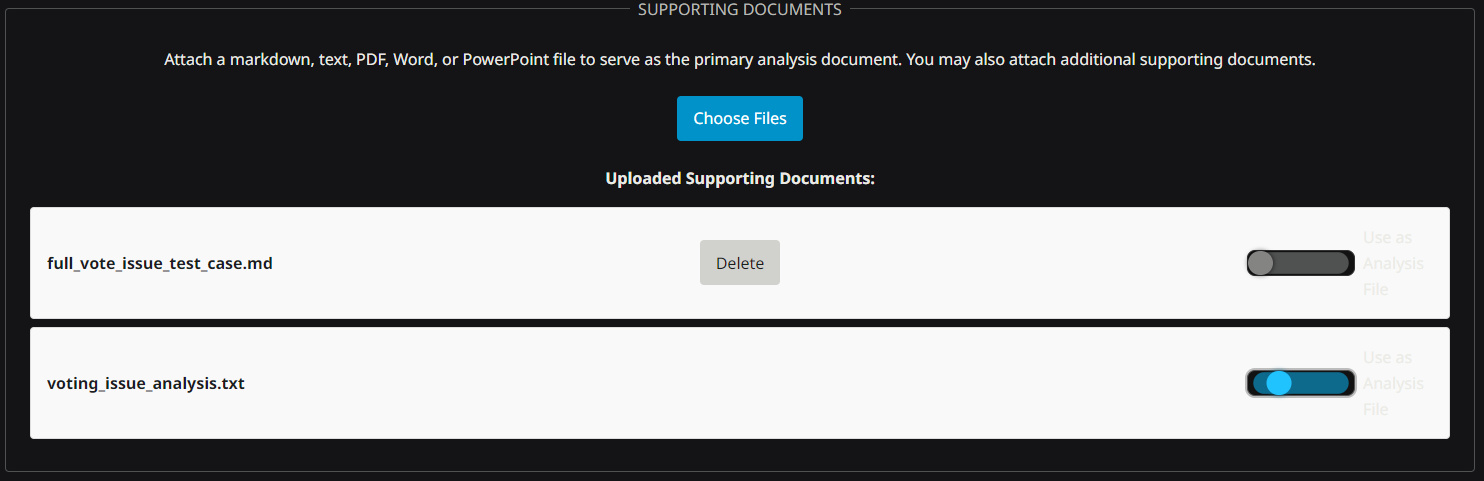 SUPPORTING DOCUMENTS
Attach a markdown, text, PDF, Word, or PowerPoint file to serve as the primary analysis document. You may also attach additional supporting documents.
Choose Files
Uploaded Supporting Documents:
full_vote_issue_test_case.md
Delete
Use as
Analysis
File
voting_issue_analysis.txt
Use as
Analysis
File